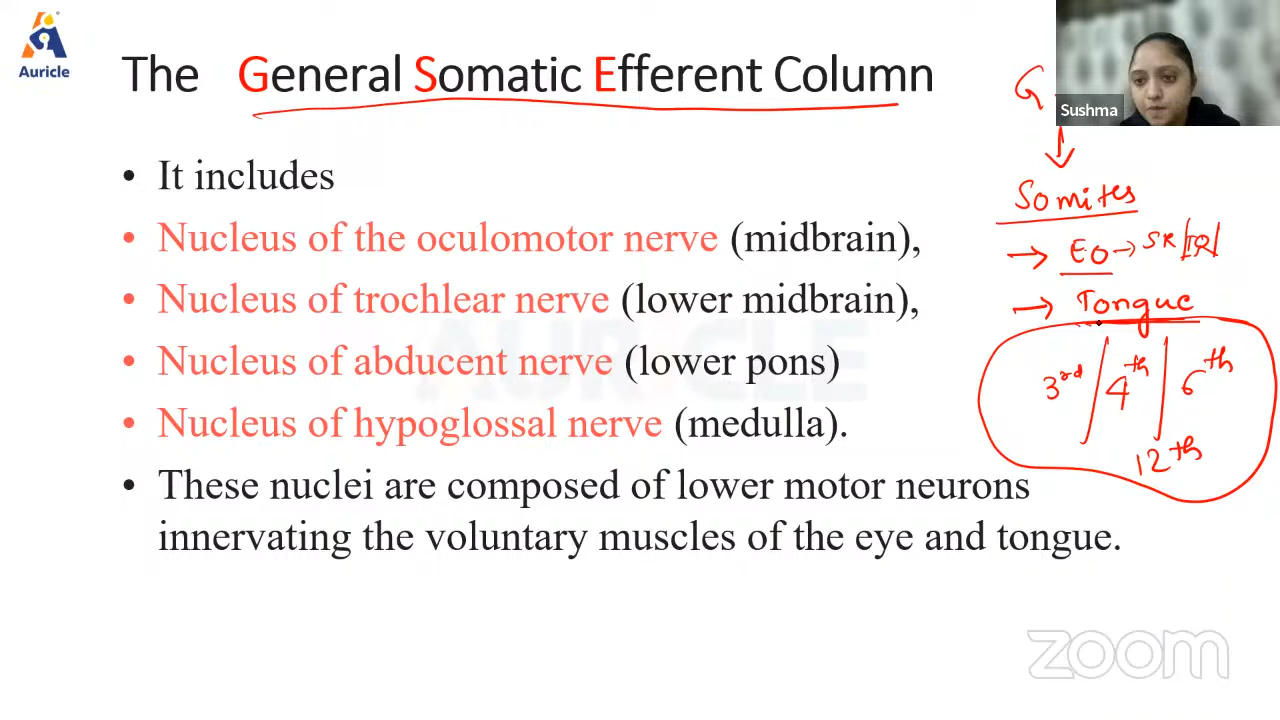 Auricle
The General Somatic Efferent Column
• It includes
• Nucleus of the oculomotor nerve (midbrain),
• Nucleus of trochlear nerve (lower midbrain),
• Nucleus of abducent nerve (lower pons)
• Nucleus of hypoglossal nerve (medulla).
• These nuclei are composed of lower motor neurons
innervating the voluntary muscles of the eye and tongue.
AURICLE
G
Sushma
Somites
→ EO → SR/IR/
→ Tongue
3rd / 4th | 6th
12th
zoom